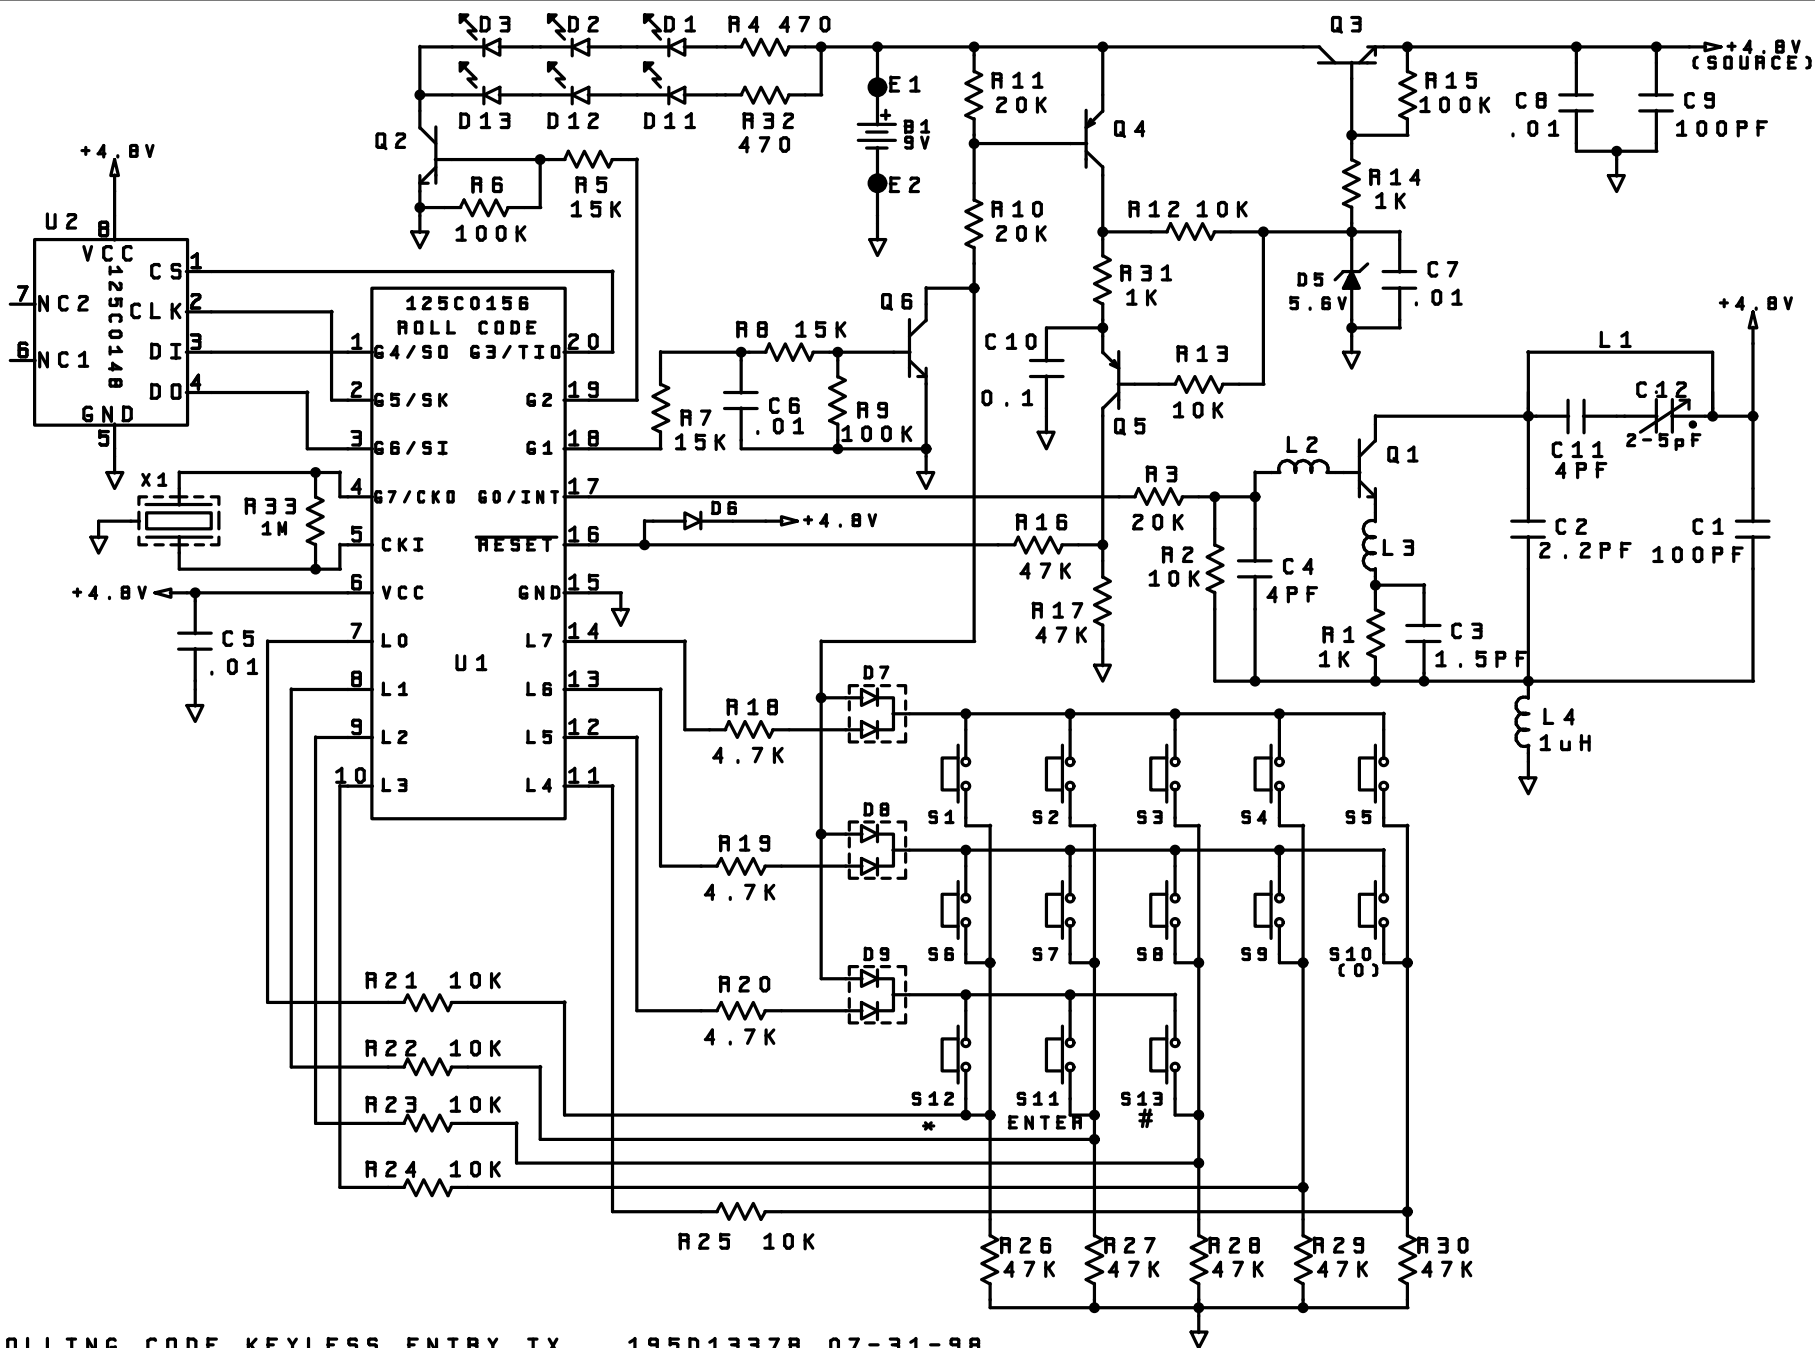 D3 D2 D1 R4 470
Q3
+4.8V
(SOURCE)
D13 D12 D11 R32
470
E1
+
B1
9V
E2
R11
20K
Q4
R15
100K
C8
.01
C9
100PF
Q2
R6
100K
R5
15K
R10
20K
R12 10K
R14
1K
+4.8V
U2
8
VCC
125C0148
CS 1
CLK 2
DI 3
DO 4
7 NC2
6 NC1
GND
5
R31
1K
D5
5.6V
C7
.01
+4.8V
125C0156
ROLL CODE
U1
1 G4/SO G3/TIO 20
2 G5/SK G2 19
3 G6/SI G1 18
4 G7/CKO G0/INT 17
5 CKI RESET 16
6 VCC GND 15
7 L0 L7 14
8 L1 L6 13
9 L2 L5 12
10 L3 L4 11
Q6
R8 15K
R7
15K
C6
.01
R9
100K
C10
0.1
R13
10K
Q5
L1
C12
2-5pF
C11
4PF
L2
Q1
X1
R33
1M
D6
+4.8V
R3
20K
R16
47K
R2
10K
C4
4PF
L3
C2
2.2PF
C1
100PF
+4.8V
C5
.01
R17
47K
R1
1K
C3
1.5PF
L4
1uH
D7
R18
4.7K
S1 S2 S3 S4 S5
D8
R19
4.7K
S6 S7 S8 S9 S10
(0)
D9
R20
4.7K
S12
*
S11
ENTER
S13
#
R21 10K
R22 10K
R23 10K
R24 10K
R25 10K
R26
47K
R27
47K
R28
47K
R29
47K
R30
47K
OLLING CODE KEYLESS ENTRY TX 195D1337B 07-31-98